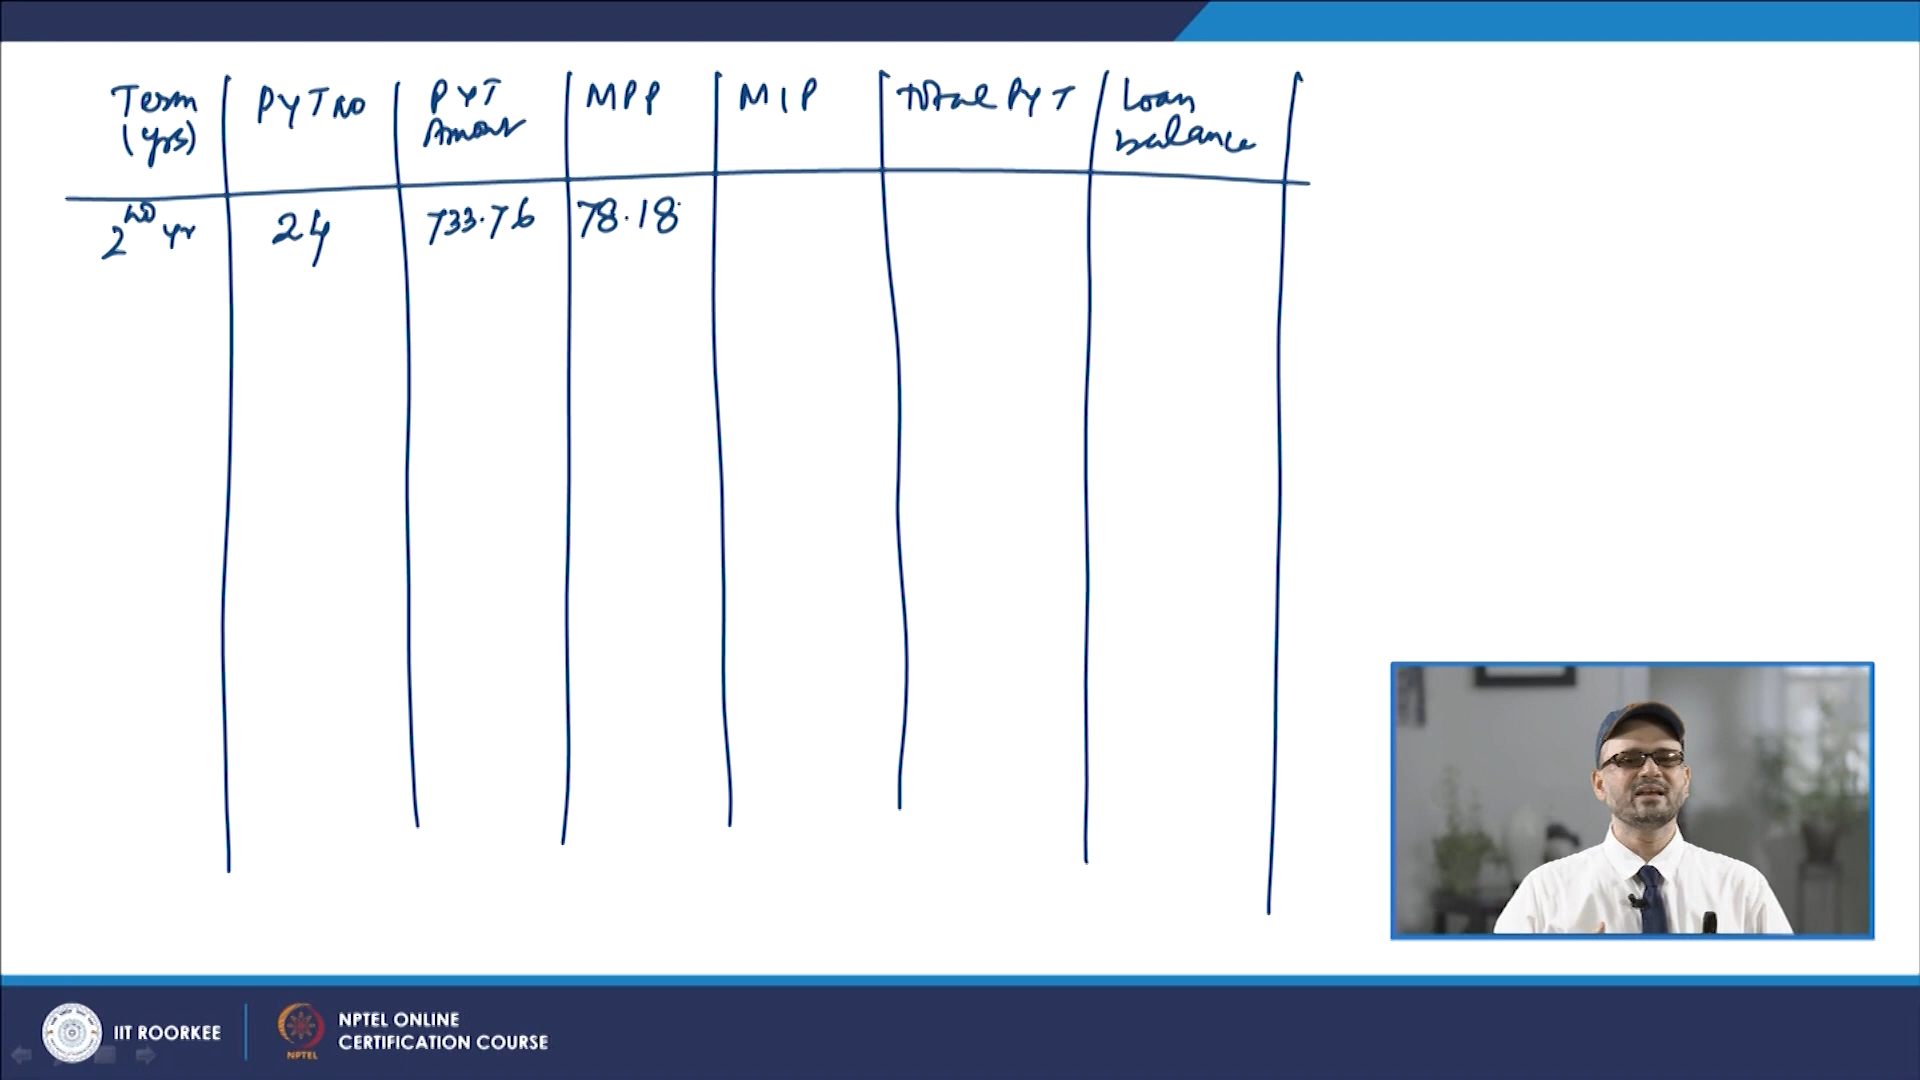 Term (yrs) PYT NO PYT Amount MPP MIP Total PYT Loan balance
2nd yr 24 733.76 78.18
IIT ROORKEE
NPTEL
NPTEL ONLINE
CERTIFICATION COURSE